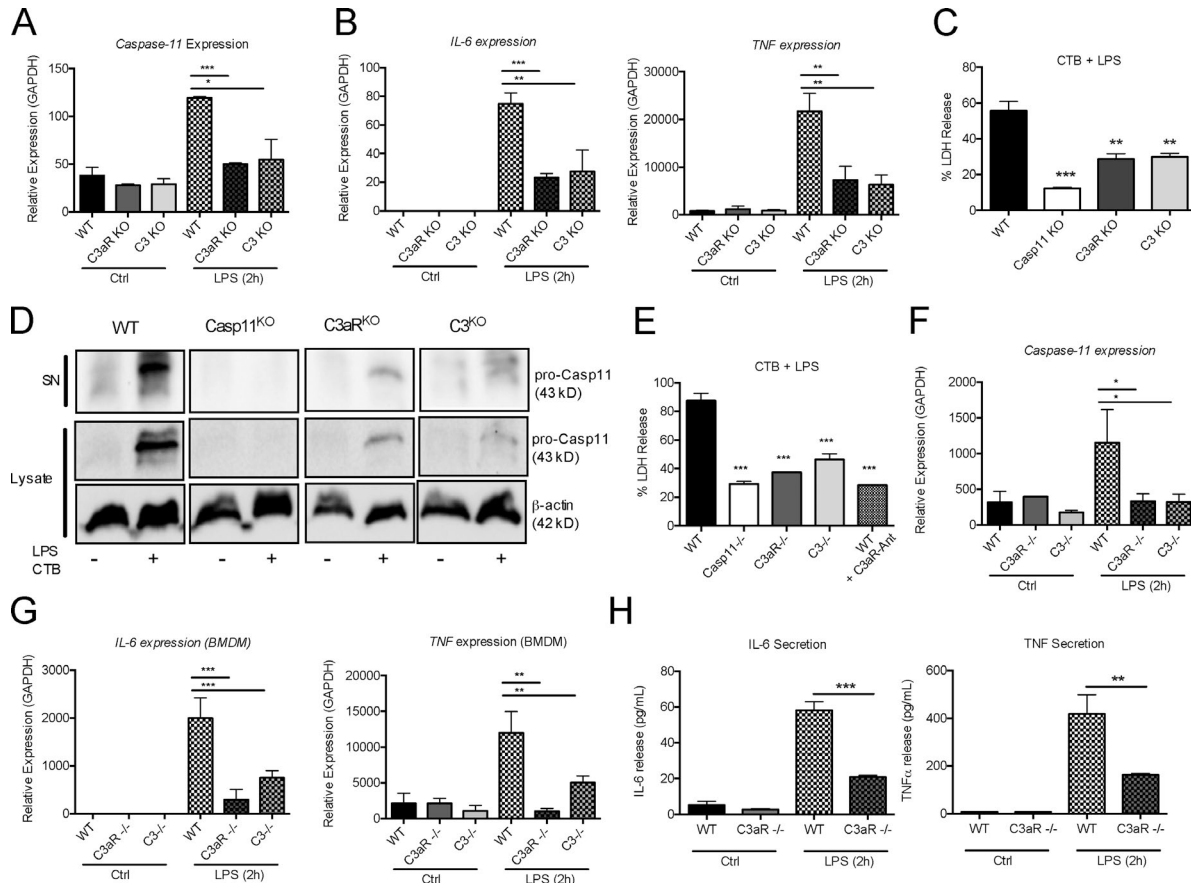 A
Caspase-11 Expression
Relative Expression (GAPDH)
150
100
50
0
***
*
WT
C3aR KO
C3 KO
WT
C3aR KO
C3 KO
Ctrl
LPS (2h)
B
IL-6 expression
Relative Expression (GAPDH)
80
60
40
20
0
***
**
WT
C3aR KO
C3 KO
WT
C3aR KO
C3 KO
Ctrl
LPS (2h)
TNF expression
Relative Expression (GAPDH)
30000
20000
10000
0
**
**
WT
C3aR KO
C3 KO
WT
C3aR KO
C3 KO
Ctrl
LPS (2h)
C
CTB + LPS
% LDH Release
80
60
40
20
0
***
**
**
WT
Casp11 KO
C3aR KO
C3 KO
D
WT
Casp11KO
C3aRKO
C3KO
SN
pro-Casp11
(43 kD)
Lysate
pro-Casp11
(43 kD)
β-actin
(42 kD)
LPS
CTB
- + - + - + - +
E
CTB + LPS
% LDH Release
100
80
60
40
20
0
***
***
***
***
WT
Casp11-/-
C3aR-/-
C3-/-
WT
+ C3aR-Ant
F
Caspase-11 expression
Relative Expression (GAPDH)
2000
1500
1000
500
0
*
*
WT
C3aR -/-
C3-/-
WT
C3aR -/-
C3-/-
Ctrl
LPS (2h)
G
IL-6 expression (BMDM)
Relative Expression (GAPDH)
3000
2000
1000
0
***
***
WT
C3aR -/-
C3-/-
WT
C3aR -/-
C3-/-
Ctrl
LPS (2h)
TNF expression (BMDM)
Relative Expression (GAPDH)
20000
15000
10000
5000
0
**
**
WT
C3aR -/-
C3-/-
WT
C3aR -/-
C3-/-
Ctrl
LPS (2h)
H
IL-6 Secretion
IL-6 release (pg/mL)
80
60
40
20
0
***
WT
C3aR -/-
WT
C3aR -/-
Ctrl
LPS (2h)
TNF Secretion
TNFα release (pg/mL)
600
400
200
0
**
WT
C3aR -/-
WT
C3aR -/-
Ctrl
LPS (2h)